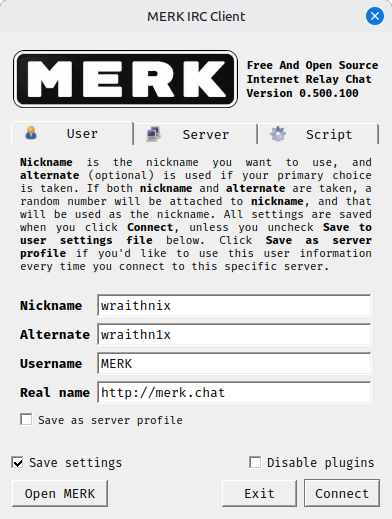 MERK IRC Client
MERK
Free And Open Source
Internet Relay Chat
Version 0.500.100
User
Server
Script
Nickname is the nickname you want to use, and
alternate (optional) is used if your primary choice
is taken. If both nickname and alternate are taken, a
random number will be attached to nickname, and that
will be used as the nickname. All settings are saved
when you click Connect, unless you uncheck Save to
user settings file below. Click Save as server
profile if you'd like to use this user information
every time you connect to this specific server.
Nickname wraithnix
Alternate wraithn1x
Username MERK
Real name http://merk.chat
Save as server profile
Save settings
Disable plugins
Open MERK
Exit
Connect